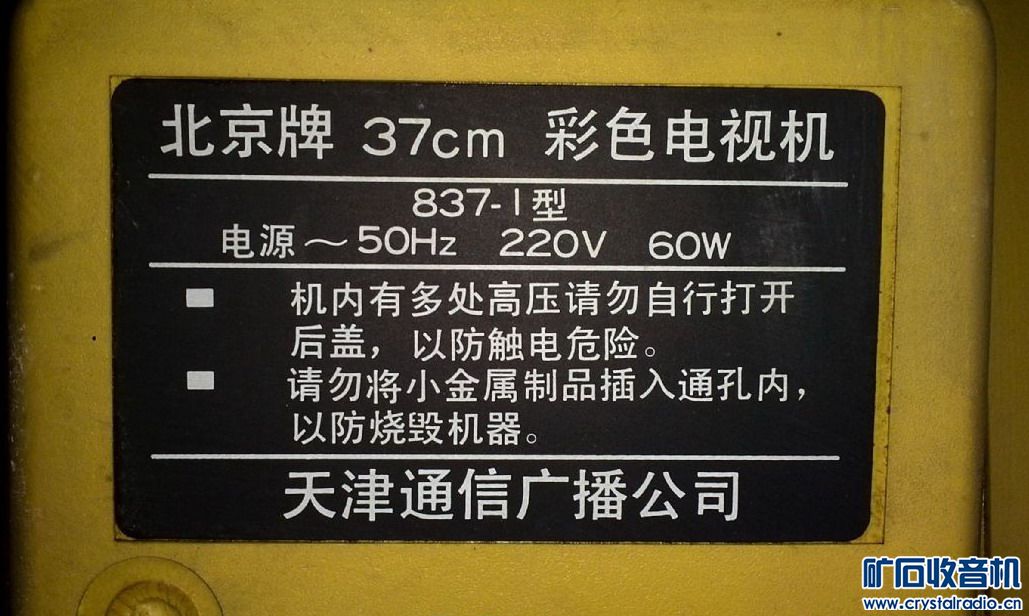 北京牌 37cm 彩色电视机
837-1型
电源～50Hz 220V 60W
机内有多处高压请勿自行打开
后盖，以防触电危险。
请勿将小金属制品插入通孔内，
以防烧毁机器。
天津通信广播公司
矿石收音机
www.crystalradio.cn